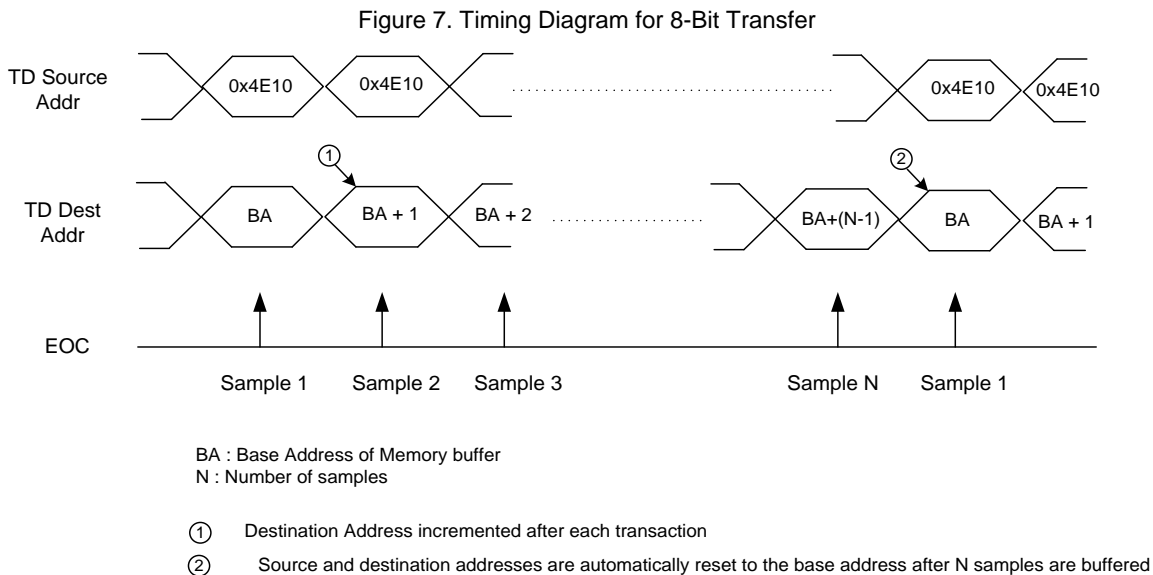 Figure 7. Timing Diagram for 8-Bit Transfer
TD Source
Addr
0x4E10
0x4E10
0x4E10
0x4E10
1
2
TD Dest
Addr
BA
BA + 1
BA + 2
BA+(N-1)
BA
BA + 1
EOC
Sample 1
Sample 2
Sample 3
Sample N
Sample 1
BA : Base Address of Memory buffer
N : Number of samples
1 Destination Address incremented after each transaction
2 Source and destination addresses are automatically reset to the base address after N samples are buffered